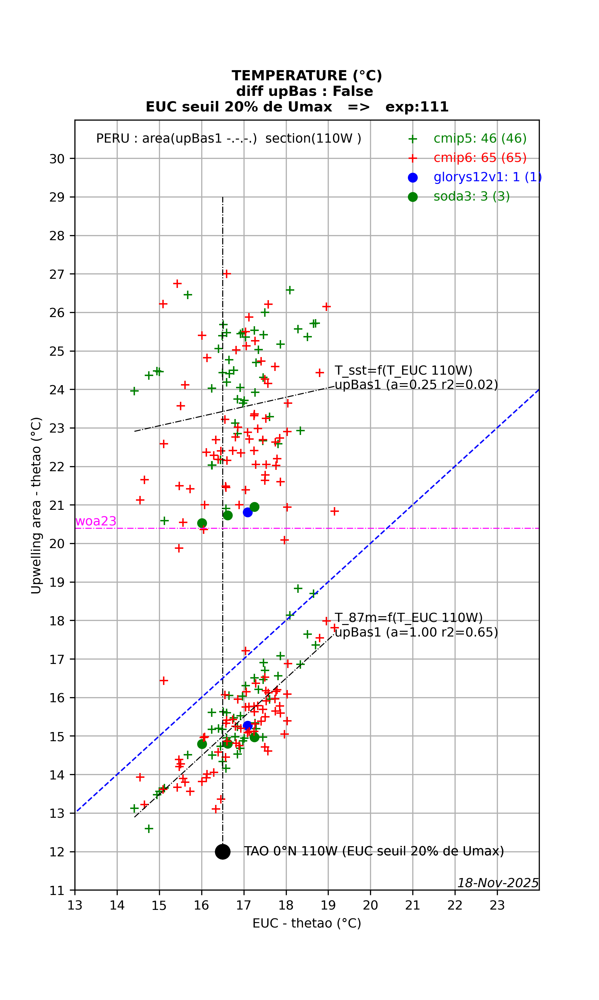 TEMPERATURE (°C)
diff upBas : False
EUC seuil 20% de Umax => exp:111
PERU : area(upBas1 -.-.-.) section(110W )
cmip5: 46 (46)
cmip6: 65 (65)
glorys12v1: 1 (1)
soda3: 3 (3)
30
29
28
27
26
25
24
23
22
21
20
19
18
17
16
15
14
13
12
11
Upwelling area - thetao (°C)
T_sst=f(T_EUC 110W)
upBas1 (a=0.25 r2=0.02)
woa23
T_87m=f(T_EUC 110W)
upBas1 (a=1.00 r2=0.65)
TAO 0°N 110W (EUC seuil 20% de Umax)
18-Nov-2025
13 14 15 16 17 18 19 20 21 22 23
EUC - thetao (°C)